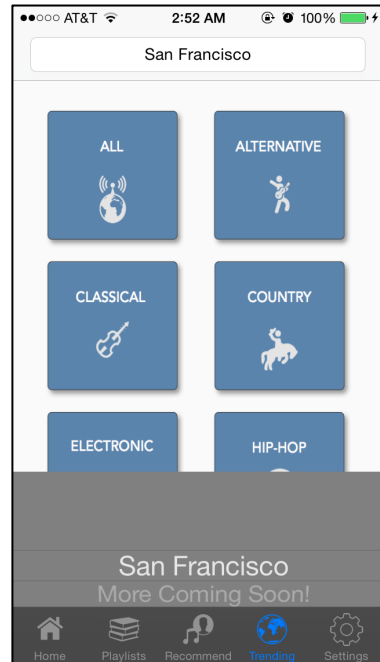 ●●○○○ AT&T 2:52 AM 100%
San Francisco
ALL ALTERNATIVE
CLASSICAL COUNTRY
ELECTRONIC HIP-HOP
San Francisco
More Coming Soon!
Home Playlists Recommend Trending Settings